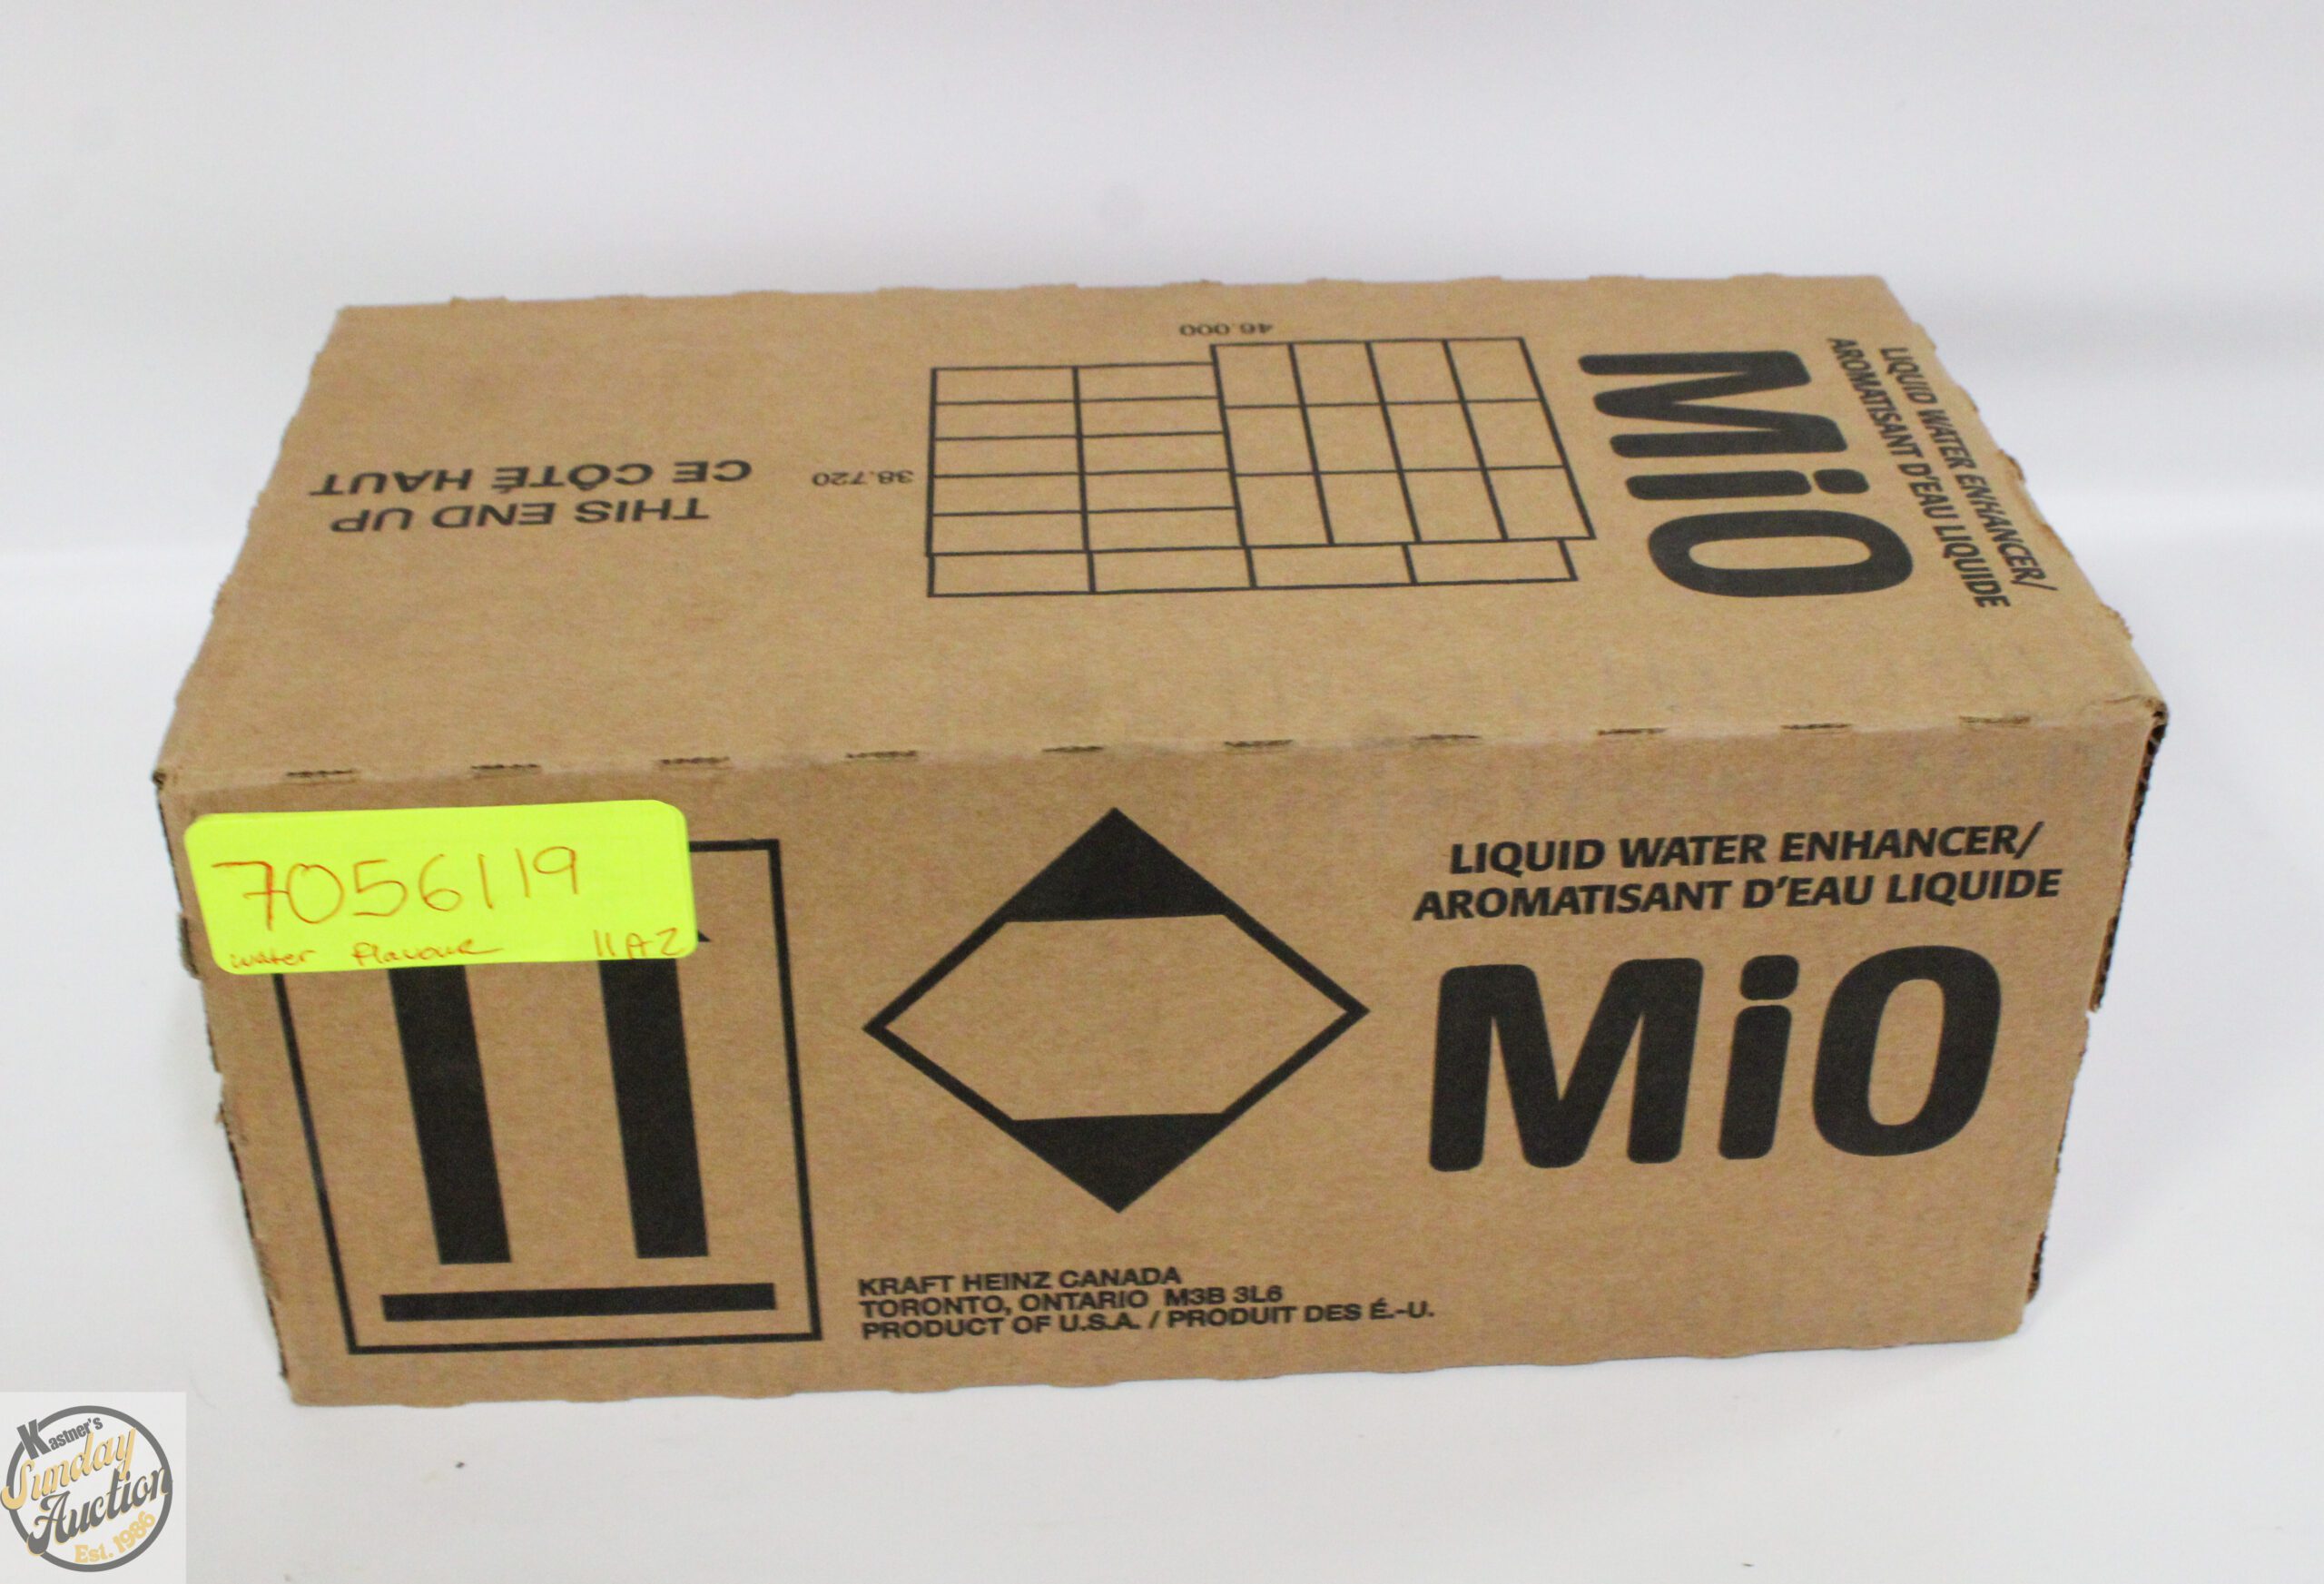 46.000
38.720
THIS END UP
CE CÔTÉ HAUT
MiO
LIQUID WATER ENHANCER/
AROMATISANT D'EAU LIQUIDE
7056119
water flavour 11A2
LIQUID WATER ENHANCER/
AROMATISANT D'EAU LIQUIDE
MiO
KRAFT HEINZ CANADA
TORONTO, ONTARIO M3B 3L6
PRODUCT OF U.S.A. / PRODUIT DES É.-U.
Kastner's
Sunday
Auction
Est. 1986